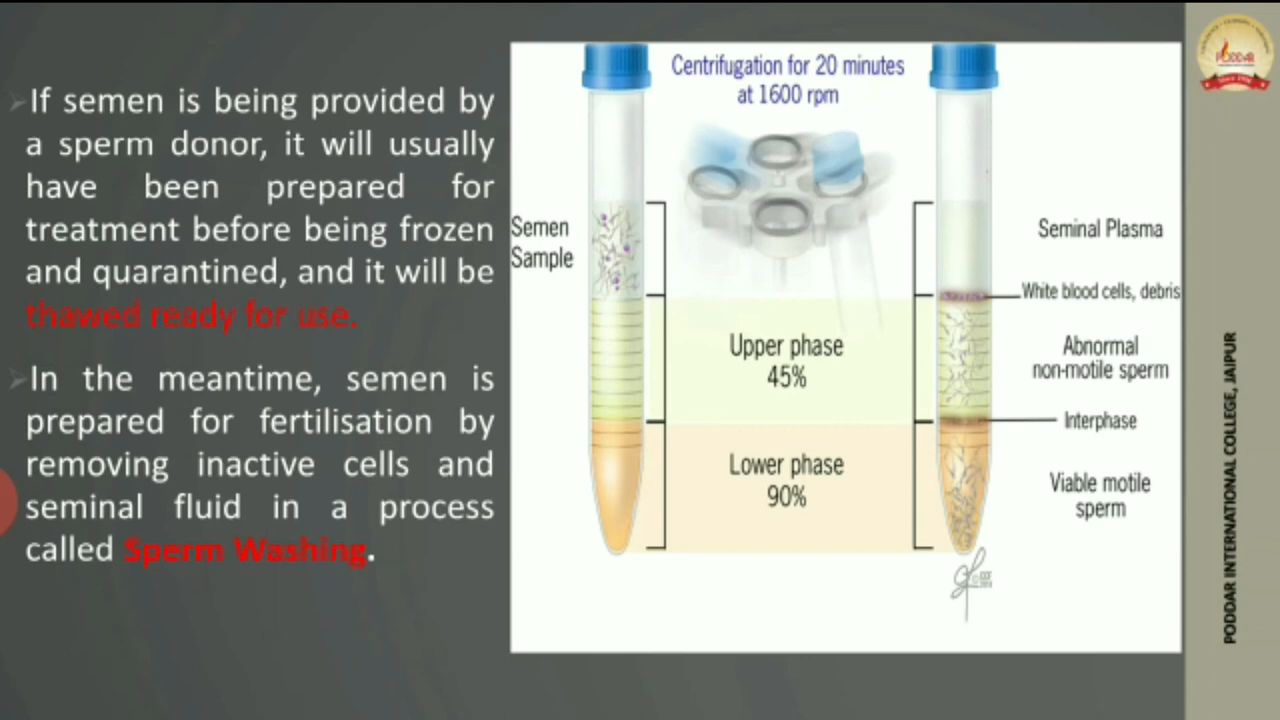 If semen is being provided by
a sperm donor, it will usually
have been prepared for
treatment before being frozen
and quarantined, and it will be
thawed ready for use.
In the meantime, semen is
prepared for fertilisation by
removing inactive cells and
seminal fluid in a process
called Sperm Washing.
Centrifugation for 20 minutes
at 1600 rpm
Semen
Sample
Upper phase
45%
Lower phase
90%
Seminal Plasma
White blood cells, debris
Abnormal
non-motile sperm
Interphase
Viable motile
sperm
PODDAR
Since 1998
PODDAR INTERNATIONAL COLLEGE, JAIPUR